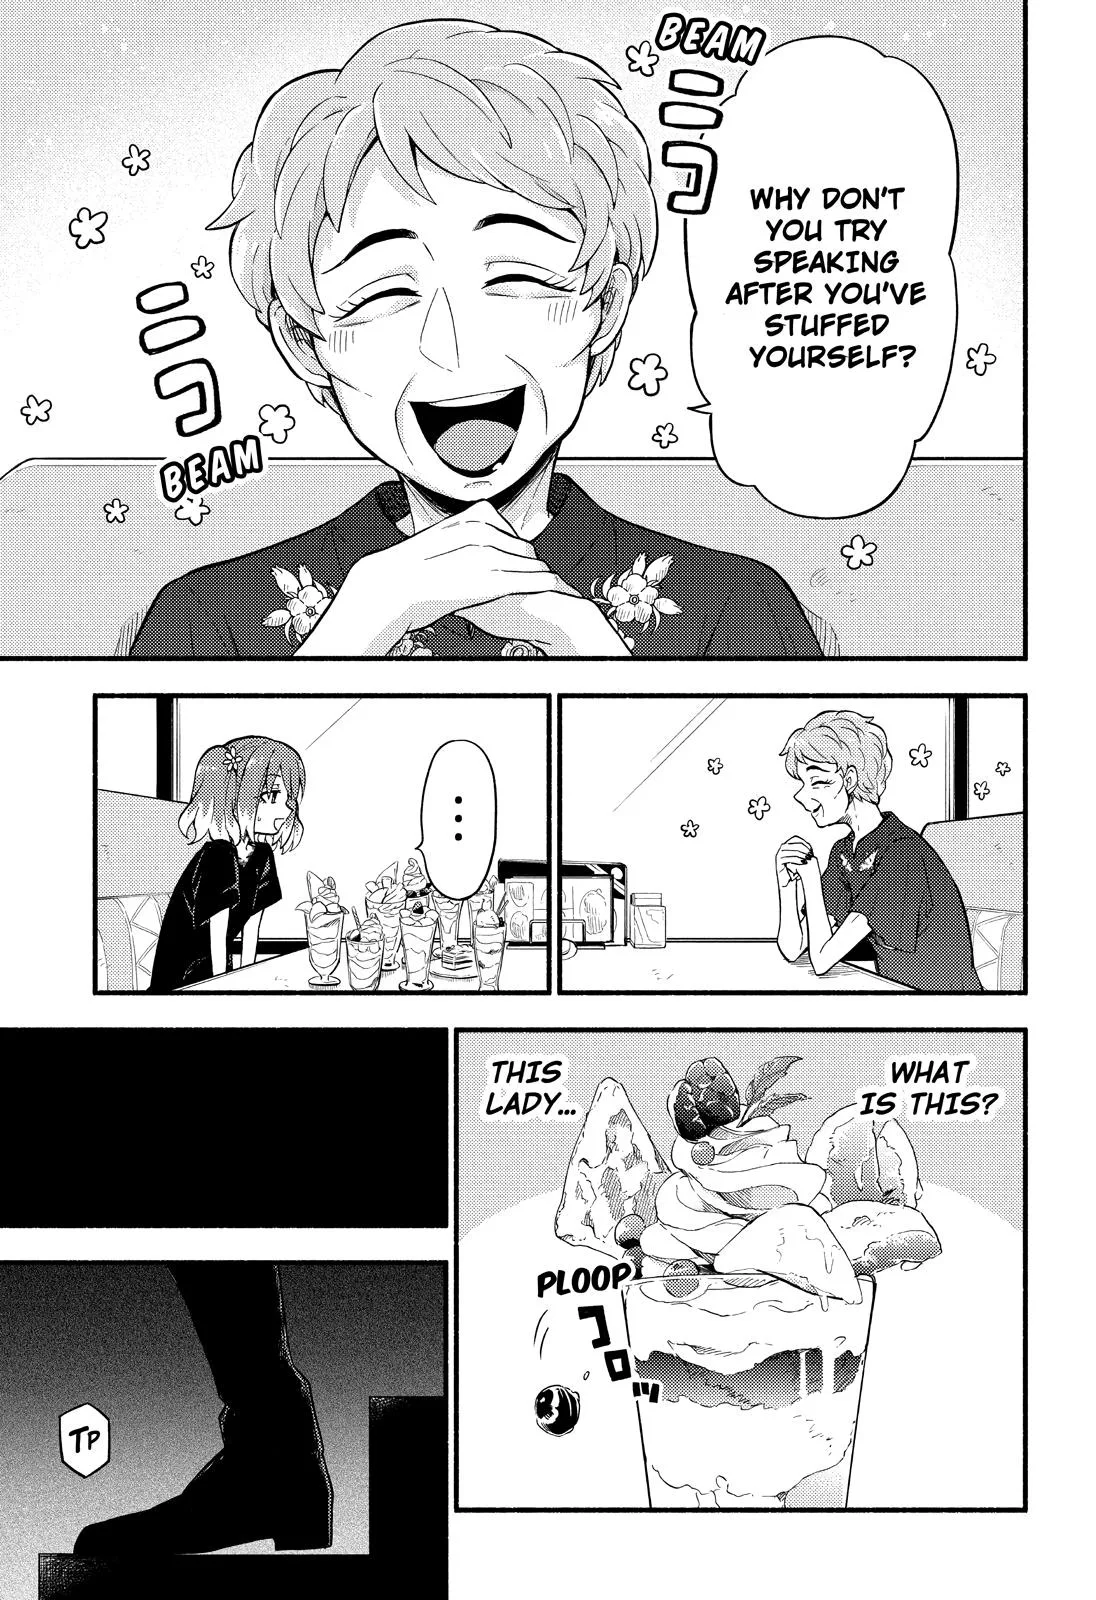 BEAM
ニコ
WHY DON'T
YOU TRY
SPEAKING
AFTER YOU'VE
STUFFED
YOURSELF?
ニコ
BEAM
...
WHAT
IS THIS?
THIS
LADY...
PLOOP
コロッ
TP